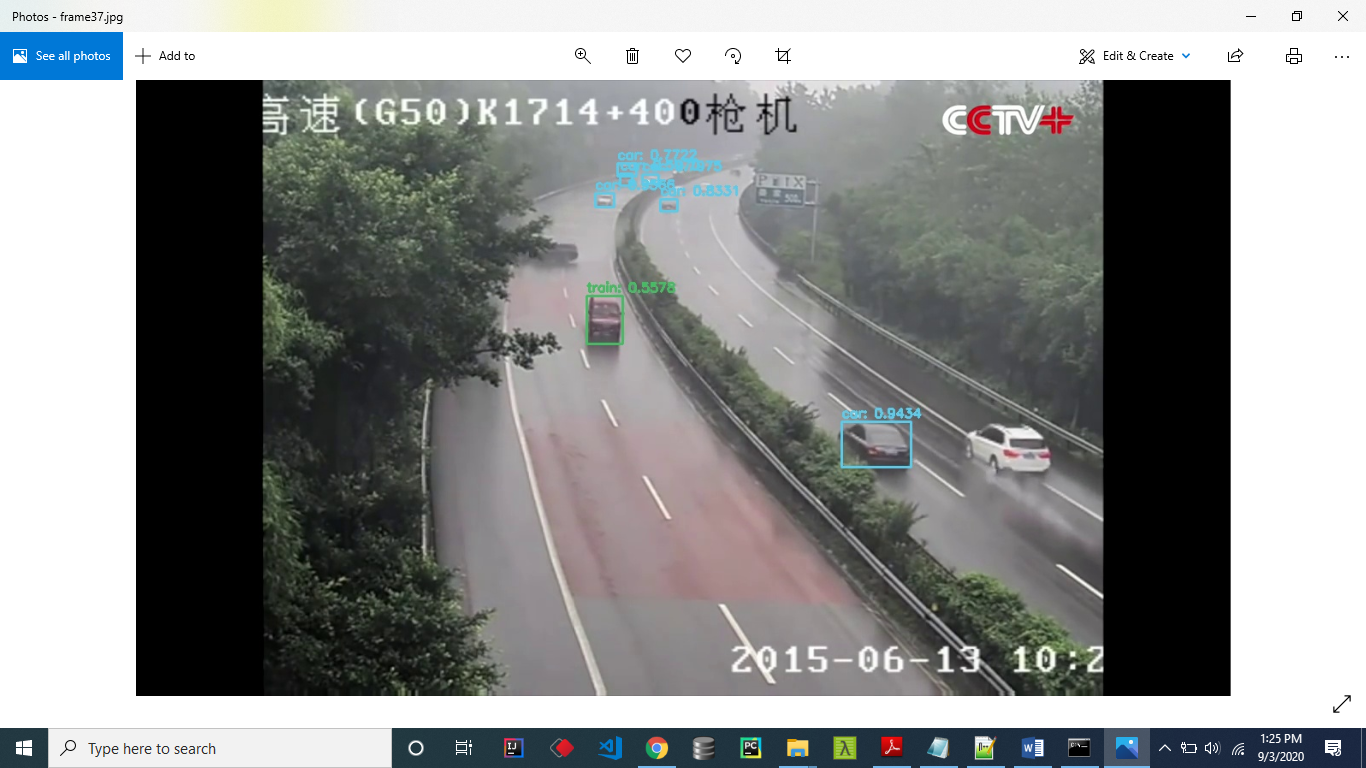 Photos - frame37.jpg
See all photos
Add to
Edit & Create
高速(G50)K1714+400枪机
CCTV+
car: 0.7722
car: 0.8331
train: 0.5578
car: 0.9434
2015-06-13 10:2
Type here to search
1:25 PM
9/3/2020